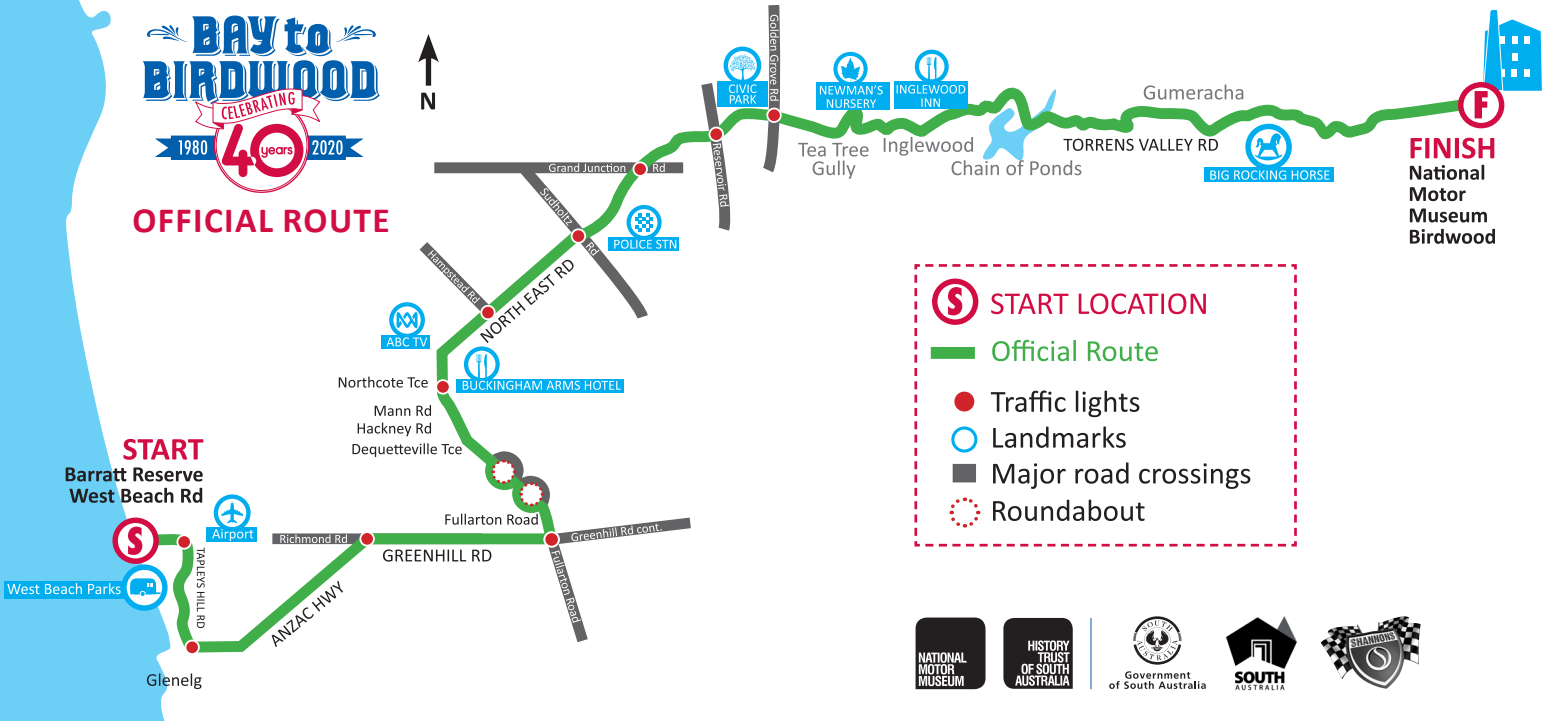 BAY to
BIRDWOOD
CELEBRATING
1980
40
years
2020
OFFICIAL ROUTE
N
Golden Grove Rd
CIVIC
PARK
NEWMAN'S
NURSERY
INGLEWOOD
INN
Reservoir Rd
Tea Tree
Gully
Inglewood
Chain of Ponds
Gumeracha
TORRENS VALLEY RD
BIG ROCKING HORSE
F
FINISH
National
Motor
Museum
Birdwood
Grand Junction Rd
Sudholtz Rd
POLICE STN
Hampstead Rd
NORTH EAST RD
ABC TV
BUCKINGHAM ARMS HOTEL
Northcote Tce
Mann Rd
Hackney Rd
Dequetteville Tce
Fullarton Road
Greenhill Rd cont.
Fullarton Road
Richmond Rd
GREENHILL RD
ANZAC HWY
START
Barratt Reserve
West Beach Rd
S
Airport
TAPLEYS HILL RD
West Beach Parks
Glenelg
S START LOCATION
Official Route
Traffic lights
Landmarks
Major road crossings
Roundabout
NATIONAL
MOTOR
MUSEUM
HISTORY
TRUST
OF SOUTH
AUSTRALIA
SOUTH
AUSTRALIA
Government
of South Australia
SOUTH
AUSTRALIA
SHANNONS
S